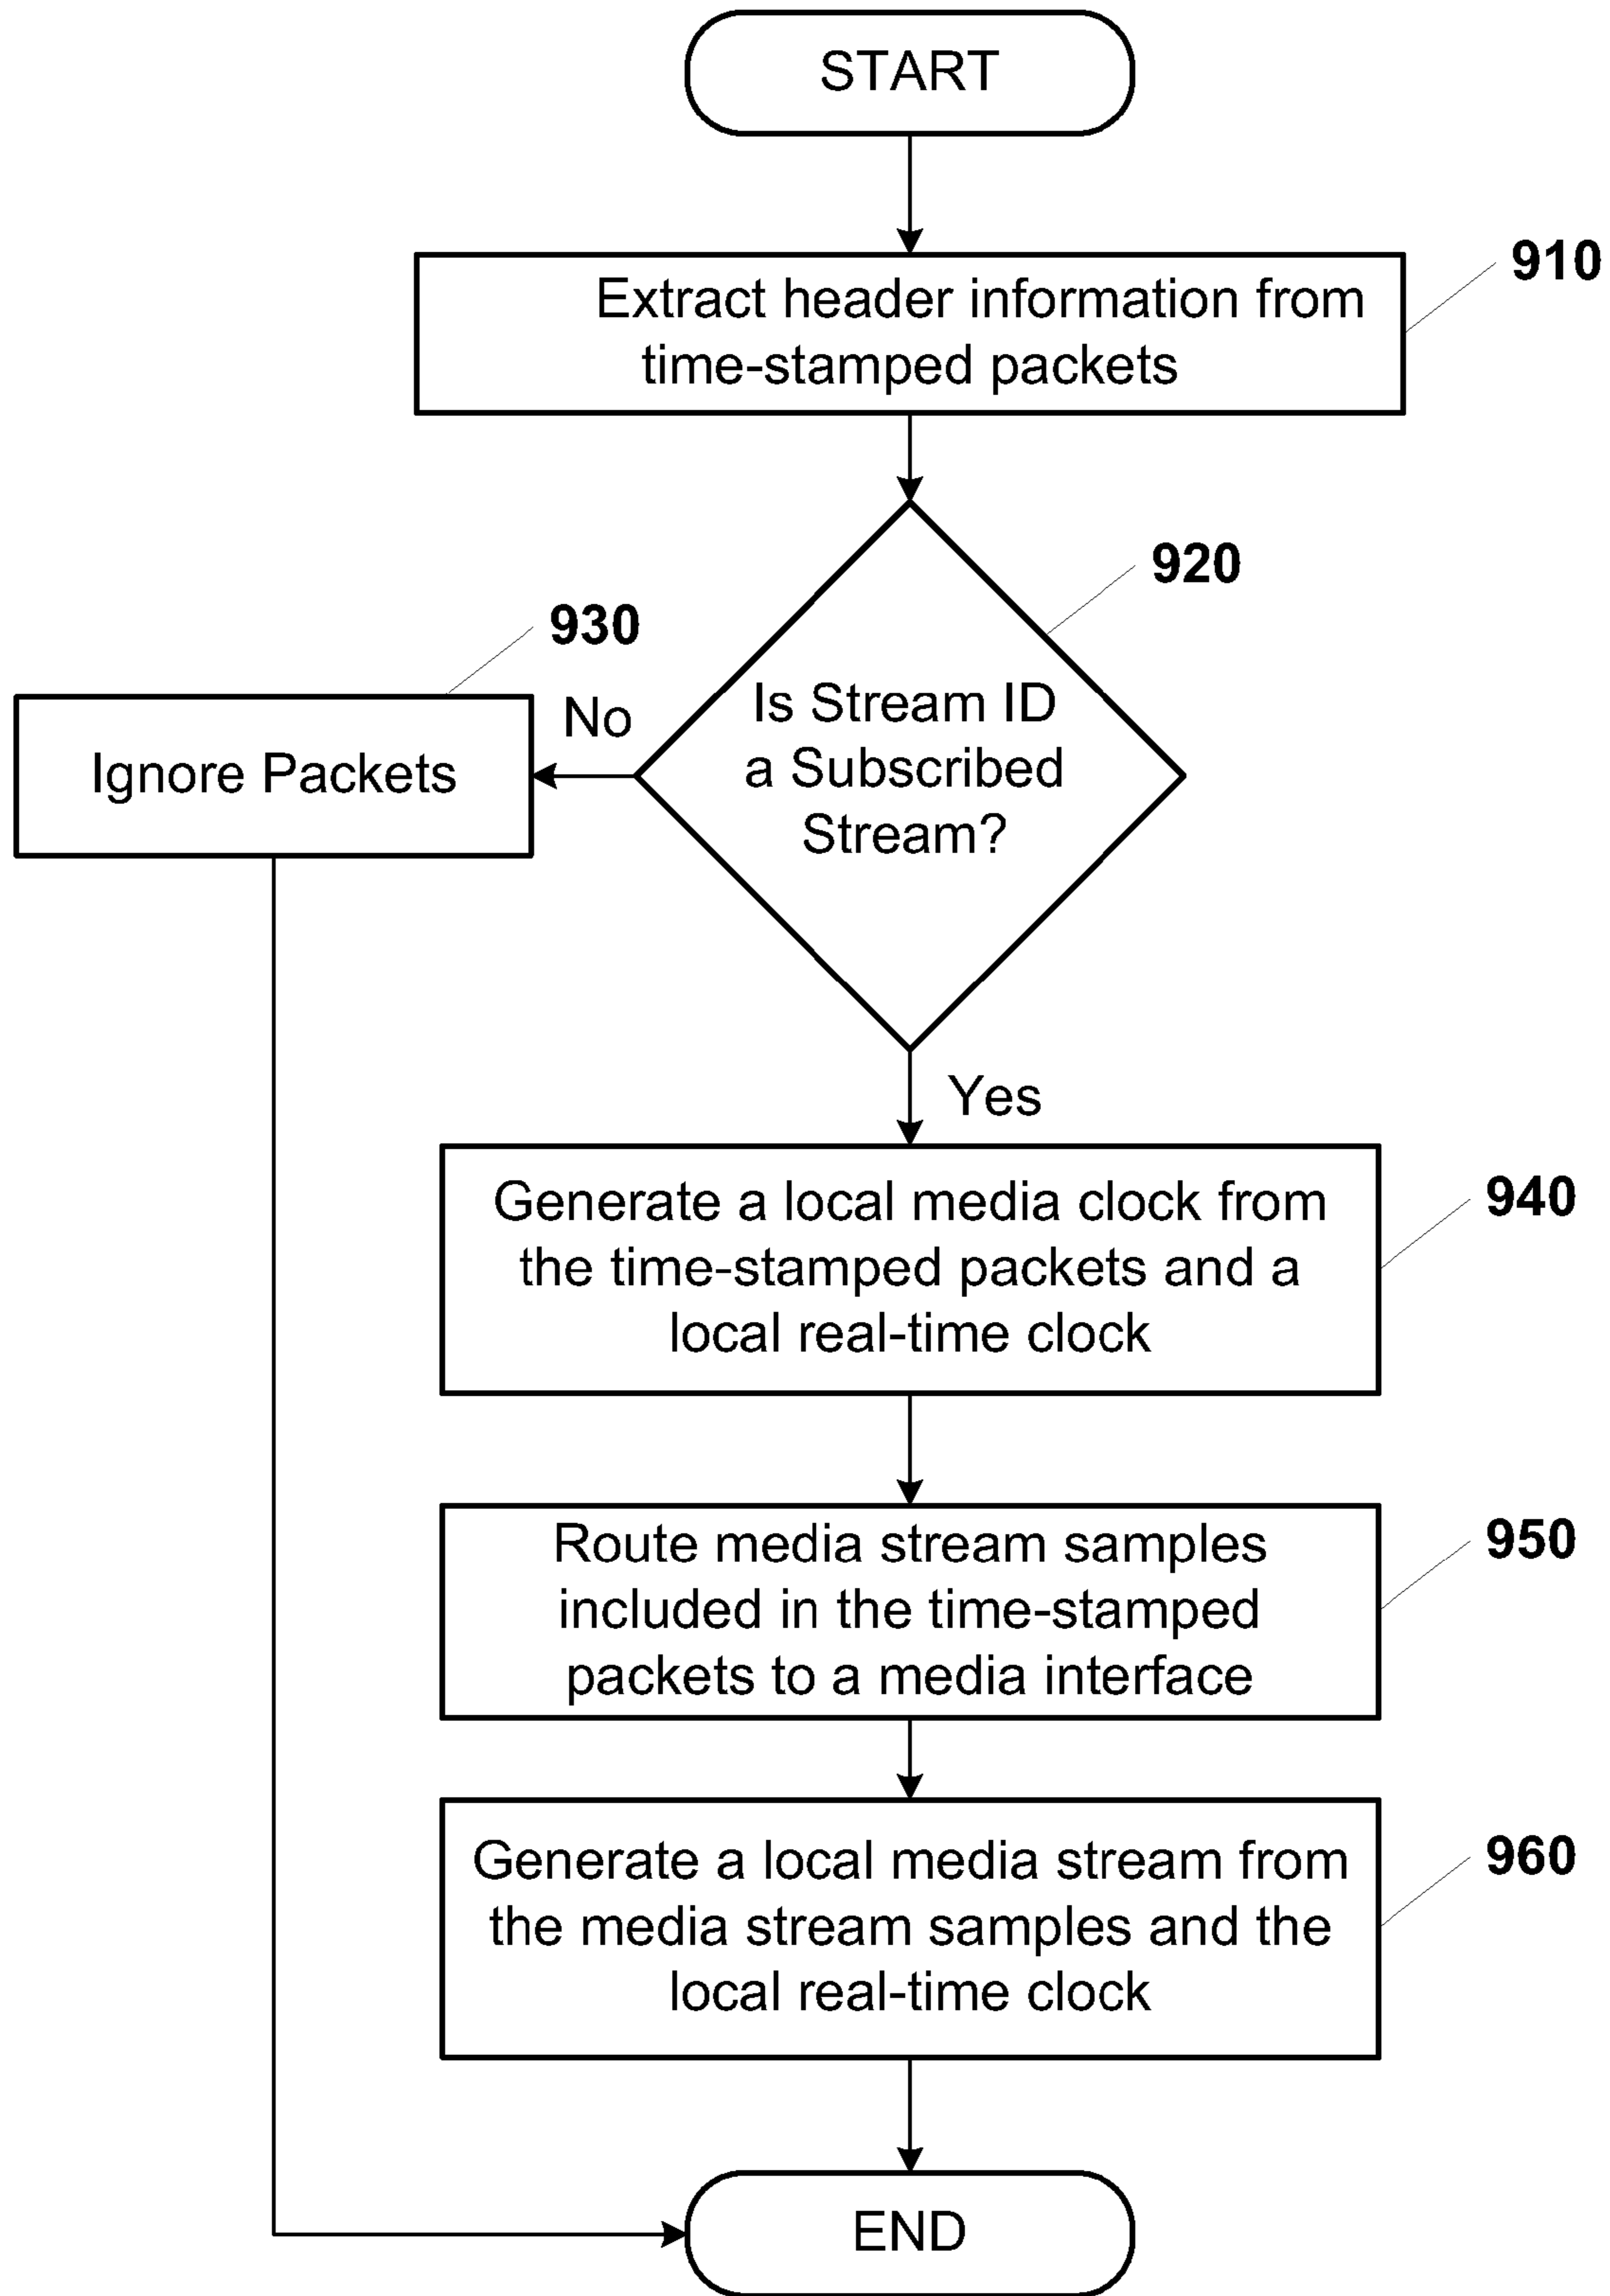 START
910
Extract header information from
time-stamped packets
920
930
Is Stream ID
a Subscribed
Stream?
No
Ignore Packets
Yes
940
Generate a local media clock from
the time-stamped packets and a
local real-time clock
950
Route media stream samples
included in the time-stamped
packets to a media interface
960
Generate a local media stream from
the media stream samples and the
local real-time clock
END